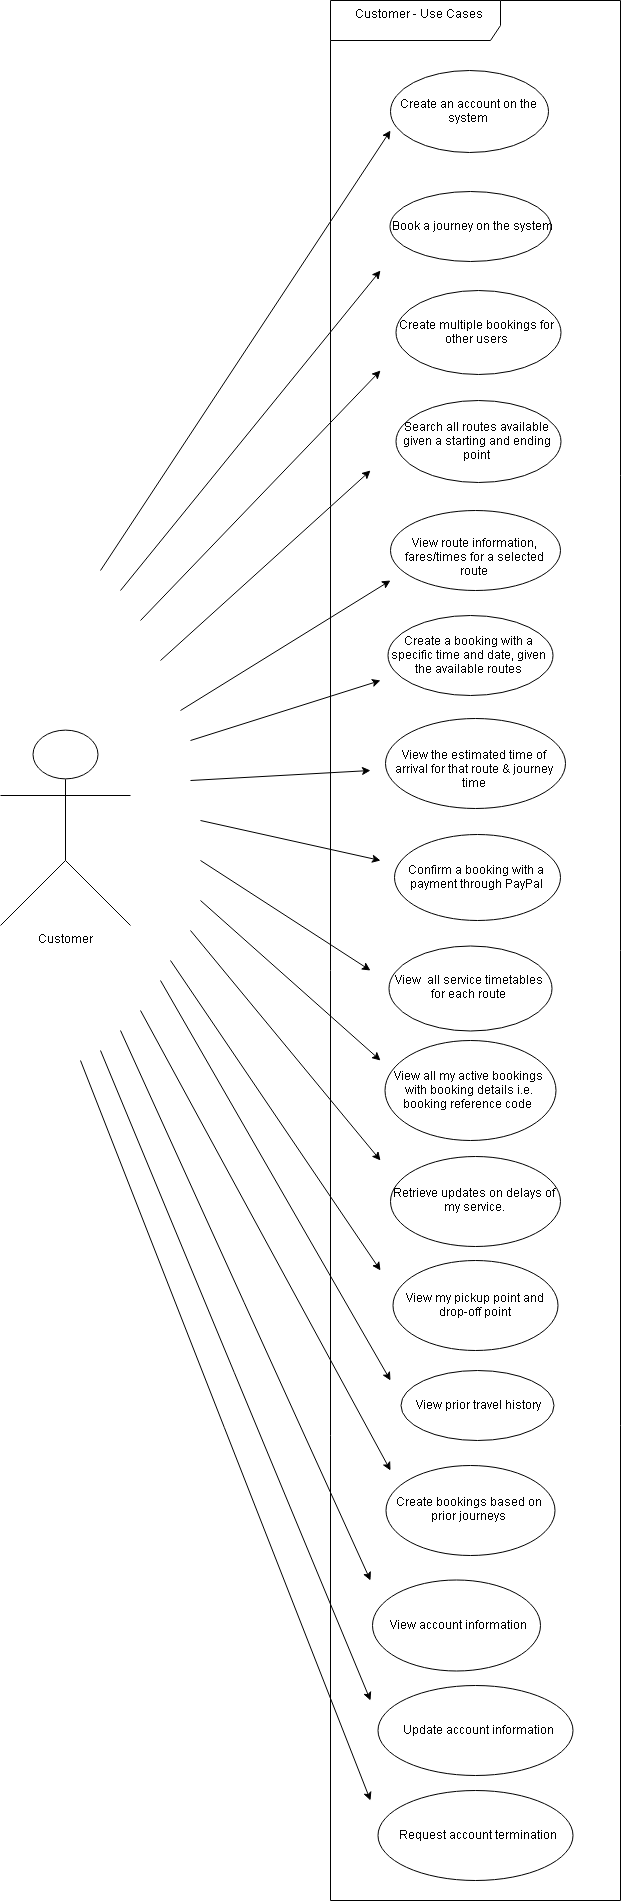 Customer - Use Cases
Create an account on the
system
Book a journey on the system
Create multiple bookings for
other users
Search all routes available
given a starting and ending
point
View route information,
fares/times for a selected
route
Create a booking with a
specific time and date, given
the available routes
View the estimated time of
arrival for that route & journey
time
Confirm a booking with a
payment through PayPal
Customer
View all service timetables
for each route
View all my active bookings
with booking details i.e.
booking reference code
Retrieve updates on delays of
my service.
View my pickup point and
drop-off point
View prior travel history
Create bookings based on
prior journeys
View account information
Update account information
Request account termination